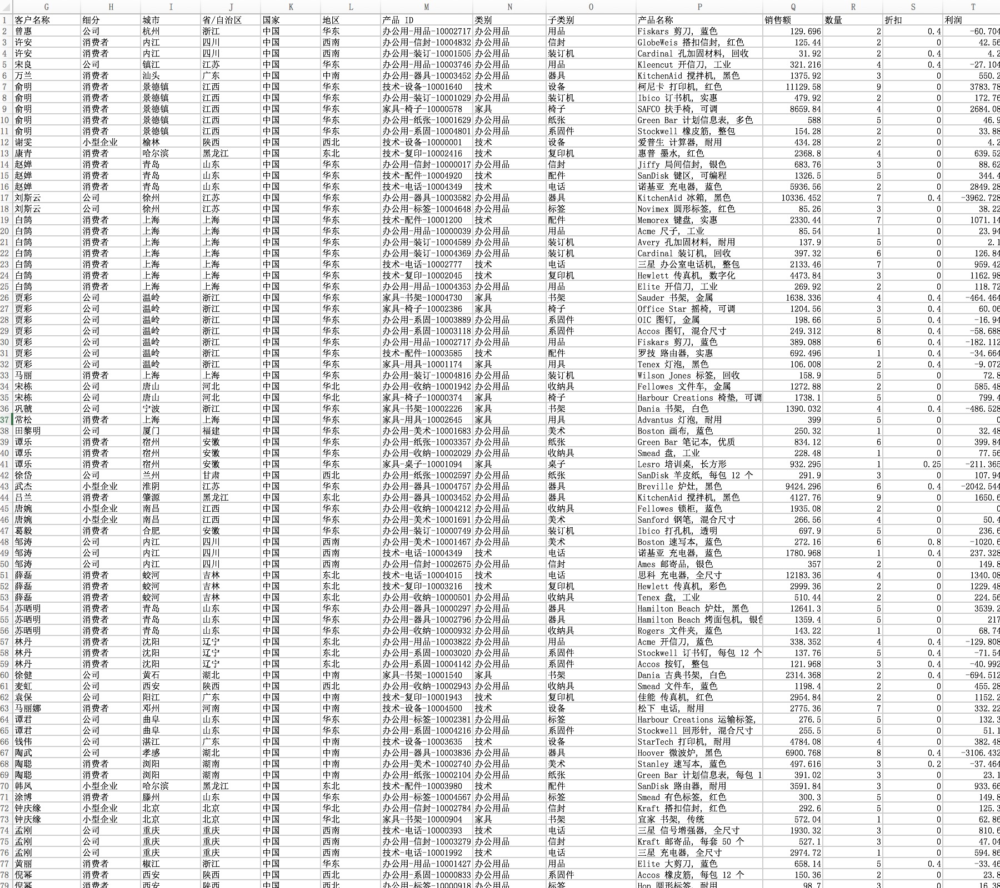 G H I J K L M N O P Q R S T
1 客户名称 细分 城市 省/自治区 国家 地区 产品 ID 类别 子类别 产品名称 销售额 数量 折扣 利润
2 曾惠 公司 杭州 浙江 中国 华东 办公用-用品-10002717 办公用品 用品 Fiskars 剪刀, 蓝色 129.696 2 0.4 -60.704
3 许安 消费者 内江 四川 中国 西南 办公用-信封-10004832 办公用品 信封 GlobeWeis 搭扣信封, 红色 125.44 2 0 42.56
4 许安 消费者 内江 四川 中国 西南 办公用-装订-10001505 办公用品 装订机 Cardinal 孔加固材料, 回收 31.92 2 0.4 4.2
5 宋良 公司 镇江 江苏 中国 华东 办公用-用品-10003746 办公用品 用品 Kleencut 开信刀, 工业 321.216 4 0.4 -27.104
6 万兰 消费者 汕头 广东 中国 中南 办公用-器具-10003452 办公用品 器具 KitchenAid 搅拌机, 黑色 1375.92 3 0 550.2
7 俞明 消费者 景德镇 江西 中国 华东 技术-设备-10001640 技术 设备 柯尼卡 打印机, 红色 11129.58 9 0 3783.78
8 俞明 消费者 景德镇 江西 中国 华东 办公用-装订-10001029 办公用品 装订机 Ibico 订书机, 实惠 479.92 2 0 172.76
9 俞明 消费者 景德镇 江西 中国 华东 家具-椅子-10000578 家具 椅子 SAFCO 扶手椅, 可调 8659.84 4 0 2684.08
10 俞明 消费者 景德镇 江西 中国 华东 办公用-纸张-10001629 办公用品 纸张 Green Bar 计划信息表, 多色 588 5 0 46.9
11 俞明 消费者 景德镇 江西 中国 华东 办公用-系固-10004801 办公用品 系固件 Stockwell 橡皮筋, 整包 154.28 2 0 33.88
12 谢雯 小型企业 榆林 陕西 中国 西北 技术-设备-10000001 技术 设备 爱普生 计算器, 耐用 434.28 2 0 4.2
13 康青 消费者 哈尔滨 黑龙江 中国 东北 技术-复印-10002416 技术 复印机 惠普 墨水, 红色 2368.8 4 0 639.52
14 赵婵 消费者 青岛 山东 中国 华东 办公用-信封-10000017 办公用品 信封 Jiffy 局间信封, 银色 683.76 3 0 88.62
15 赵婵 消费者 青岛 山东 中国 华东 技术-配件-10004920 技术 配件 SanDisk 键区, 可编程 1326.5 5 0 344.4
16 赵婵 消费者 青岛 山东 中国 华东 技术-电话-10004349 技术 电话 诺基亚 充电器, 蓝色 5936.56 2 0 2849.28
17 刘斯云 公司 徐州 江苏 中国 华东 办公用-器具-10003582 办公用品 器具 KitchenAid 冰箱, 黑色 10336.452 7 0.4 -3962.728
18 刘斯云 公司 徐州 江苏 中国 华东 办公用-标签-10004648 办公用品 标签 Novimex 圆形标签, 红色 85.26 3 0 38.22
19 白鹄 消费者 上海 上海 中国 华东 技术-配件-10001200 技术 配件 Memorex 键盘, 实惠 2330.44 7 0 1071.14
20 白鹄 消费者 上海 上海 中国 华东 办公用-用品-10000039 办公用品 用品 Acme 尺子, 工业 85.54 1 0 23.94
21 白鹄 消费者 上海 上海 中国 华东 办公用-装订-10004589 办公用品 装订机 Avery 孔加固材料, 耐用 137.9 5 0 2.1
22 白鹄 消费者 上海 上海 中国 华东 办公用-装订-10004369 办公用品 装订机 Cardinal 装订机, 回收 397.32 6 0 126.84
23 白鹄 消费者 上海 上海 中国 华东 技术-电话-10002777 技术 电话 三星 办公室电话机, 整包 2133.46 7 0 959.42
24 白鹄 消费者 上海 上海 中国 华东 技术-复印-10002045 技术 复印机 Hewlett 传真机, 数字化 4473.84 3 0 1162.98
25 白鹄 消费者 上海 上海 中国 华东 办公用-用品-10004353 办公用品 用品 Elite 开信刀, 工业 269.92 2 0 118.72
26 贾彩 公司 温岭 浙江 中国 华东 家具-书架-10004730 家具 书架 Sauder 书架, 金属 1638.336 4 0.4 -464.464
27 贾彩 公司 温岭 浙江 中国 华东 家具-椅子-10002386 家具 椅子 Office Star 摇椅, 可调 1204.56 3 0.4 60.06
28 贾彩 公司 温岭 浙江 中国 华东 办公用-系固-10003889 办公用品 系固件 OIC 图钉, 金属 198.66 5 0.4 -16.94
29 贾彩 公司 温岭 浙江 中国 华东 办公用-系固-10003118 办公用品 系固件 Accos 图钉, 混合尺寸 249.312 8 0.4 -58.688
30 贾彩 公司 温岭 浙江 中国 华东 办公用-用品-10002717 办公用品 用品 Fiskars 剪刀, 蓝色 389.088 6 0.4 -182.112
31 贾彩 公司 温岭 浙江 中国 华东 技术-配件-10003585 技术 配件 罗技 路由器, 实惠 692.496 1 0.4 -34.664
32 贾彩 公司 温岭 浙江 中国 华东 家具-用具-10001174 家具 用具 Tenex 灯泡, 黑色 106.008 2 0.4 -9.072
33 马丽 消费者 上海 上海 中国 华东 办公用-装订-10004816 办公用品 装订机 Wilson Jones 标签, 回收 158.9 5 0 72.8
34 宋栋 公司 唐山 河北 中国 华北 办公用-收纳-10001942 办公用品 收纳具 Fellowes 文件车, 金属 1272.88 2 0 585.48
35 宋栋 公司 唐山 河北 中国 华北 家具-椅子-10000374 家具 椅子 Harbour Creations 椅垫, 可调 1738.1 5 0 799.4
36 巩虢 公司 宁波 浙江 中国 华东 家具-书架-10002226 家具 书架 Dania 书架, 白色 1390.032 4 0.4 -486.528
37 常松 消费者 上海 上海 中国 华东 家具-用具-10002645 家具 用具 Advantus 灯泡, 耐用 399 5 0 0
38 田黎明 公司 厦门 福建 中国 华东 办公用-美术-10001683 办公用品 美术 Boston 画布, 蓝色 250.32 1 0 32.48
39 谭乐 消费者 宿州 安徽 中国 华东 办公用-纸张-10003357 办公用品 纸张 Green Bar 笔记本, 优质 834.12 6 0 399.84
40 谭乐 消费者 宿州 安徽 中国 华东 办公用-收纳-10002029 办公用品 收纳具 Smead 盘, 工业 228.48 1 0 77.56
41 谭乐 消费者 宿州 安徽 中国 华东 家具-桌子-10001094 家具 桌子 Lesro 培训桌, 长方形 932.295 1 0.25 -211.365
42 徐岱 公司 兰州 甘肃 中国 西北 办公用-纸张-10002597 办公用品 纸张 SanDisk 羊皮纸, 每包 12 个 291.9 3 0 107.94
43 武杰 小型企业 淮阴 江苏 中国 华东 办公用-器具-10004757 办公用品 器具 Breville 炉灶, 黑色 9424.296 6 0.4 -2042.544
44 吕兰 消费者 肇源 黑龙江 中国 东北 办公用-器具-10003452 办公用品 器具 KitchenAid 搅拌机, 黑色 4127.76 9 0 1650.6
45 唐婉 小型企业 南昌 江西 中国 华东 办公用-收纳-10004212 办公用品 收纳具 Fellowes 锁柜, 蓝色 1935.08 2 0 0
46 唐婉 小型企业 南昌 江西 中国 华东 办公用-美术-10001691 办公用品 美术 Sanford 钢笔, 混合尺寸 266.56 4 0 50.4
47 葛毅 消费者 合肥 安徽 中国 华东 办公用-装订-10000749 办公用品 装订机 Ibico 打孔机, 透明 697.9 5 0 236.6
48 邹涛 公司 内江 四川 中国 西南 办公用-美术-10001467 办公用品 美术 Boston 速写本, 蓝色 272.16 6 0.8 -1020.6
49 邹涛 公司 内江 四川 中国 西南 技术-电话-10004349 技术 电话 诺基亚 充电器, 蓝色 1780.968 1 0.4 237.328
50 邹涛 公司 内江 四川 中国 西南 办公用-信封-10002675 办公用品 信封 Ames 邮寄品, 银色 357 2 0 149.8
51 薛磊 消费者 蛟河 吉林 中国 东北 技术-电话-10004015 技术 电话 思科 充电器, 全尺寸 12183.36 4 0 1340.08
52 薛磊 消费者 蛟河 吉林 中国 东北 技术-复印-10003216 技术 复印机 Hewlett 传真机, 彩色 2999.36 2 0 1229.48
53 薛磊 消费者 蛟河 吉林 中国 东北 办公用-收纳-10000501 办公用品 收纳具 Tenex 盘, 工业 510.44 2 0 224.56
54 苏晒明 消费者 青岛 山东 中国 华东 办公用-器具-10000297 办公用品 器具 Hamilton Beach 炉灶, 黑色 12641.3 5 0 3539.2
55 苏晒明 消费者 青岛 山东 中国 华东 办公用-器具-10002796 办公用品 器具 Hamilton Beach 烤面包机, 银色 1359.4 5 0 217
56 苏晒明 消费者 青岛 山东 中国 华东 办公用-收纳-10000932 办公用品 收纳具 Rogers 文件夹, 蓝色 143.22 1 0 68.74
57 林丹 消费者 沈阳 辽宁 中国 东北 办公用-用品-10003822 办公用品 用品 Acme 开信刀, 蓝色 338.352 4 0.4 -129.808
58 林丹 消费者 沈阳 辽宁 中国 东北 办公用-系固-10003020 办公用品 系固件 Stockwell 订书钉, 每包 12 个 137.76 5 0.4 -71.54
59 林丹 消费者 沈阳 辽宁 中国 东北 办公用-系固-10004142 办公用品 系固件 Accos 按钉, 整包 121.968 3 0.4 -40.992
60 徐健 公司 黄石 湖北 中国 中南 家具-书架-10001540 家具 书架 Dania 古典书架, 白色 2314.368 2 0.4 -694.512
61 麦虹 公司 西安 陕西 中国 西北 办公用-收纳-10002943 办公用品 收纳具 Smead 文件车, 蓝色 1198.4 2 0 455.28
62 袁保 公司 阳江 广东 中国 中南 技术-复印-10001943 技术 复印机 佳能 传真机, 红色 2954.84 2 0 1152.2
63 马丽娜 消费者 邓州 河南 中国 中南 技术-设备-10004500 技术 设备 松下 电话, 耐用 2775.36 7 0 332.22
64 谭君 公司 曲阜 山东 中国 华东 办公用-标签-10002381 办公用品 标签 Harbour Creations 运输标签, 276.5 5 0 132.3
65 谭君 公司 曲阜 山东 中国 华东 办公用-系固-10004216 办公用品 系固件 Stockwell 回形针, 混合尺寸 255.5 5 0 51.1
66 钱伟 公司 湛江 广东 中国 中南 技术-设备-10003635 技术 设备 StarTech 打印机, 耐用 4784.08 4 0 382.48
67 陶武 公司 孝感 湖北 中国 中南 办公用-器具-10003836 办公用品 器具 Hoover 微波炉, 黑色 6900.768 8 0.4 -3106.432
68 陶聪 消费者 浏阳 湖南 中国 中南 办公用-美术-10002740 办公用品 美术 Stanley 速写本, 蓝色 497.616 3 0.2 -37.464
69 陶聪 消费者 浏阳 湖南 中国 中南 办公用-纸张-10002104 办公用品 纸张 Green Bar 计划信息表, 每包 1 391.02 3 0 23.1
70 韩风 小型企业 哈尔滨 黑龙江 中国 东北 技术-配件-10003980 技术 配件 SanDisk 路由器, 耐用 3591.84 3 0 933.66
71 涂博 消费者 滕州 山东 中国 华东 办公用-标签-10004567 办公用品 标签 Smead 有色标签, 红色 300.3 5 0 149.8
72 钟庆缘 小型企业 北京 北京 中国 华北 办公用-信封-10002784 办公用品 信封 Kraft 搭扣信封, 红色 292.6 5 0 125.3
73 钟庆缘 小型企业 北京 北京 中国 华北 家具-书架-10000904 家具 书架 宜家 书架, 传统 572.04 1 0 62.86
74 孟刚 公司 重庆 重庆 中国 西南 技术-电话-10000393 技术 电话 三星 信号增强器, 全尺寸 1930.32 3 0 810.6
75 孟刚 公司 重庆 重庆 中国 西南 办公用-信封-10003279 办公用品 信封 Kraft 邮寄品, 每套 50 个 527.1 3 0 47.04
76 孟刚 公司 重庆 重庆 中国 西南 技术-电话-10001992 技术 电话 三星 充电器, 全尺寸 2974.72 1 0 594.86
77 黄丽 消费者 椒江 浙江 中国 华东 办公用-用品-10001427 办公用品 用品 Elite 大剪刀, 蓝色 658.14 5 0.4 -33.46
78 倪幂 消费者 西安 陕西 中国 西北 办公用-系固-10000833 办公用品 系固件 Accos 橡皮筋, 每包 12 个 150.36 2 0 23.8
79 倪幂 消费者 西安 陕西 中国 西北 办公用-标签-10000918 办公用品 标签 Hon 圆形标签, 耐用 98.7 3 0 16.38